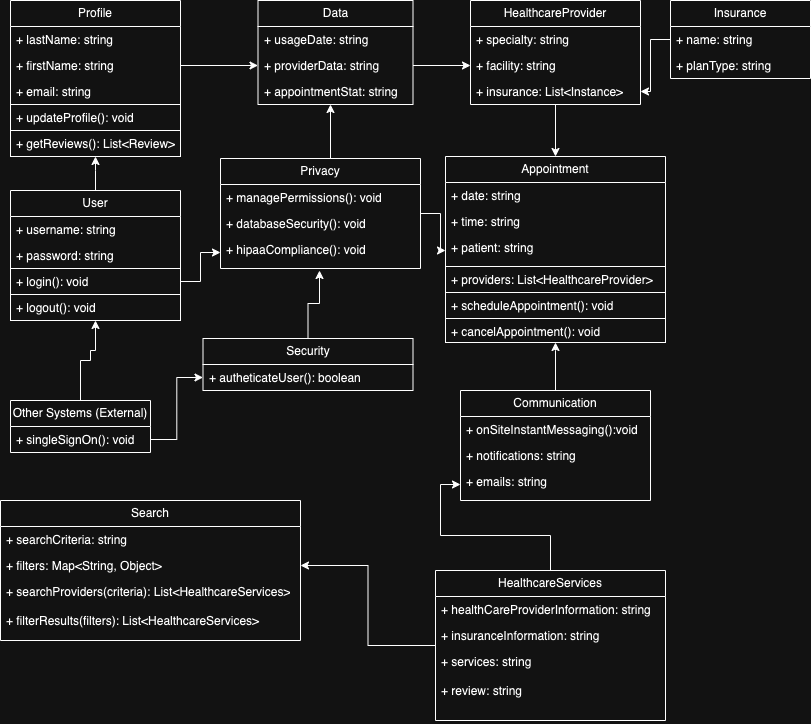 Profile
+ lastName: string
+ firstName: string
+ email: string
+ updateProfile(): void
+ getReviews(): List<Review>
Data
+ usageDate: string
+ providerData: string
+ appointmentStat: string
HealthcareProvider
+ specialty: string
+ facility: string
+ insurance: List<Instance>
Insurance
+ name: string
+ planType: string
User
+ username: string
+ password: string
+ login(): void
+ logout(): void
Privacy
+ managePermissions(): void
+ databaseSecurity(): void
+ hipaaCompliance(): void
Appointment
+ date: string
+ time: string
+ patient: string
+ providers: List<HealthcareProvider>
+ scheduleAppointment(): void
+ cancelAppointment(): void
Security
+ autheticateUser(): boolean
Other Systems (External)
+ singleSignOn(): void
Communication
+ onSiteInstantMessaging():void
+ notifications: string
+ emails: string
Search
+ searchCriteria: string
+ filters: Map<String, Object>
+ searchProviders(criteria): List<HealthcareServices>
+ filterResults(filters): List<HealthcareServices>
HealthcareServices
+ healthCareProviderInformation: string
+ insuranceInformation: string
+ services: string
+ review: string